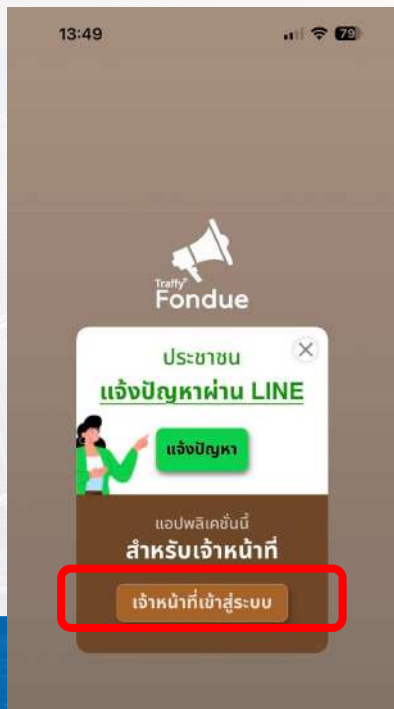 13:49
79
Traffy
Fondue
ประชาชน
แจ้งปัญหาผ่าน LINE
แจ้งปัญหา
แอปพลิเคชั่นนี้
สำหรับเจ้าหน้าที่
เจ้าหน้าที่เข้าสู่ระบบ